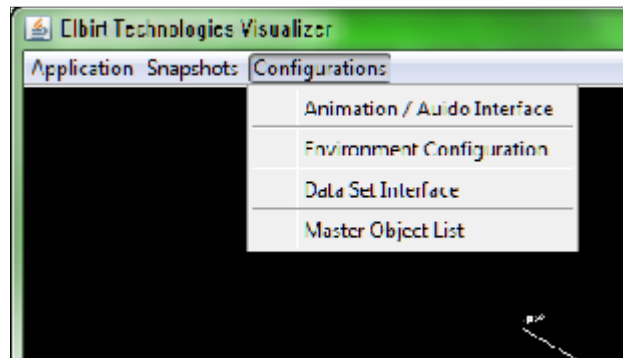 Elbirt Technologies Visualizer
Application Snapshots Configurations
Animation / Auido Interface
Environment Configuration
Data Set Interface
Master Object List